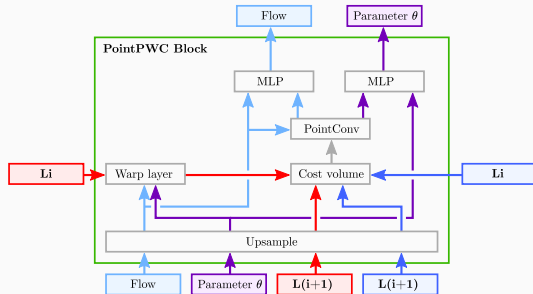 Flow
Parameter θ
PointPWC Block
MLP
MLP
PointConv
Li
Warp layer
Cost volume
Li
Upsample
Flow
Parameter θ
L(i+1)
L(i+1)